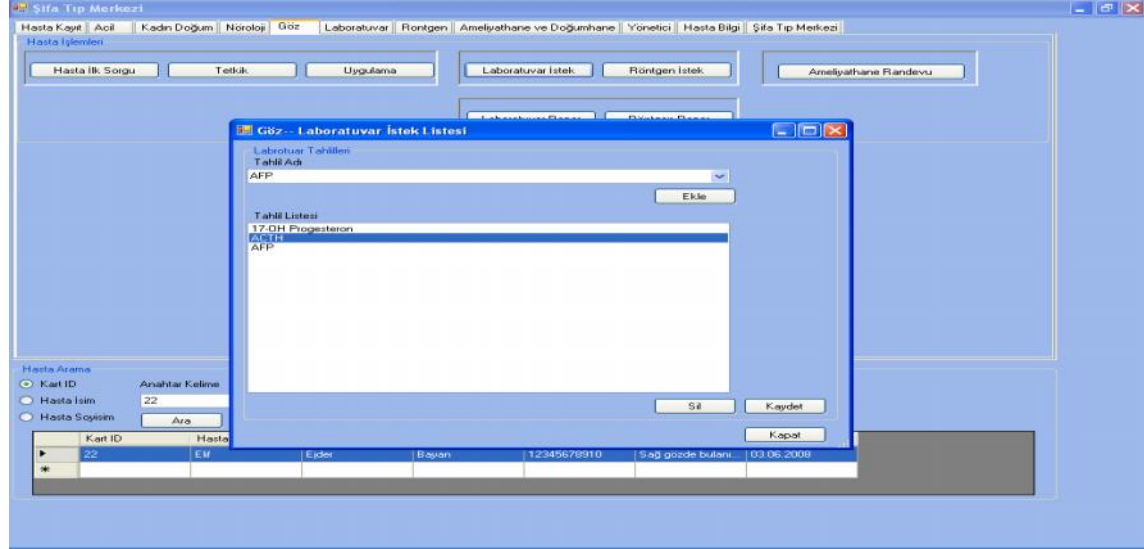 Şifa Tıp Merkezi
Hasta Kayıt Acil Kadın Doğum Nöroloji Göz Laboratuvar Rontgen Ameliyathane ve Doğumhane Yönetici Hasta Bilgi Şifa Tıp Merkezi
Hasta İşlemleri
Hasta İlk Sorgu Tetkik Uygulama Laboratuvar İstek Röntgen İstek Ameliyathane Randevu
Göz-- Laboratuvar İstek Listesi
Labrotuar Tahlilleri
Tahlil Adı
AFP
Ekle
Tahlil Listesi
17-OH Progesteron
ACTH
AFP
Sil Kaydet
Kapat
Hasta Arama
Kart ID Anahtar Kelime
Hasta İsim 22
Hasta Soyisim Ara
Kart ID Hasta
22 Ejder Bayan 12345678910 Sağ gözde bulanı... 03.06.2008